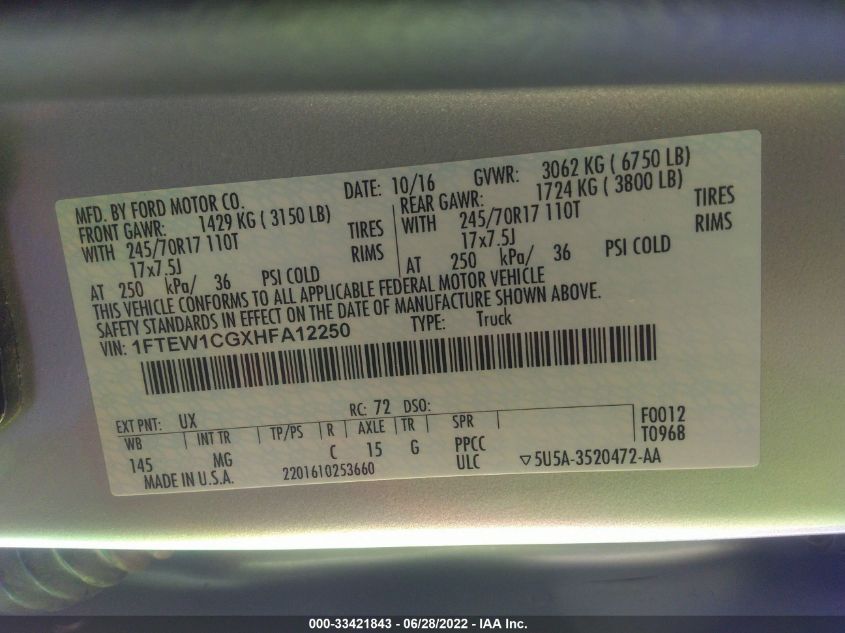 MFD. BY FORD MOTOR CO. DATE: 10/16 GVWR: 3062 KG ( 6750 LB)
FRONT GAWR: 1429 KG ( 3150 LB) REAR GAWR: 1724 KG ( 3800 LB)
WITH 245/70R17 110T TIRES WITH 245/70R17 110T TIRES
17x7.5J RIMS 17x7.5J RIMS
AT 250 kPa/ 36 PSI COLD AT 250 kPa/ 36 PSI COLD
THIS VEHICLE CONFORMS TO ALL APPLICABLE FEDERAL MOTOR VEHICLE
SAFETY STANDARDS IN EFFECT ON THE DATE OF MANUFACTURE SHOWN ABOVE.
VIN: 1FTEW1CGXHFA12250 TYPE: Truck
EXT PNT: UX RC: 72 DSO: F0012
WB INT TR TP/PS R AXLE TR SPR T0968
145 MG C 15 G PPCC
MADE IN U.S.A. 2201610253660 ULC ▽5U5A-3520472-AA
000-33421843 - 06/28/2022 - IAA Inc.